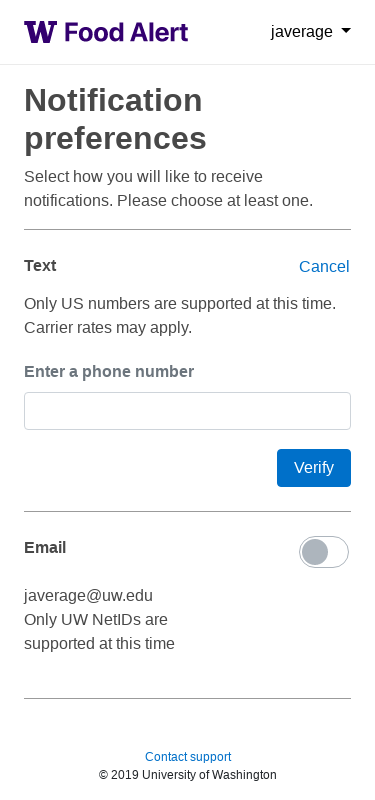 W Food Alert
javerage
Notification
preferences
Select how you will like to receive
notifications. Please choose at least one.
Text
Cancel
Only US numbers are supported at this time.
Carrier rates may apply.
Enter a phone number
Verify
Email
javerage@uw.edu
Only UW NetIDs are
supported at this time
Contact support
© 2019 University of Washington